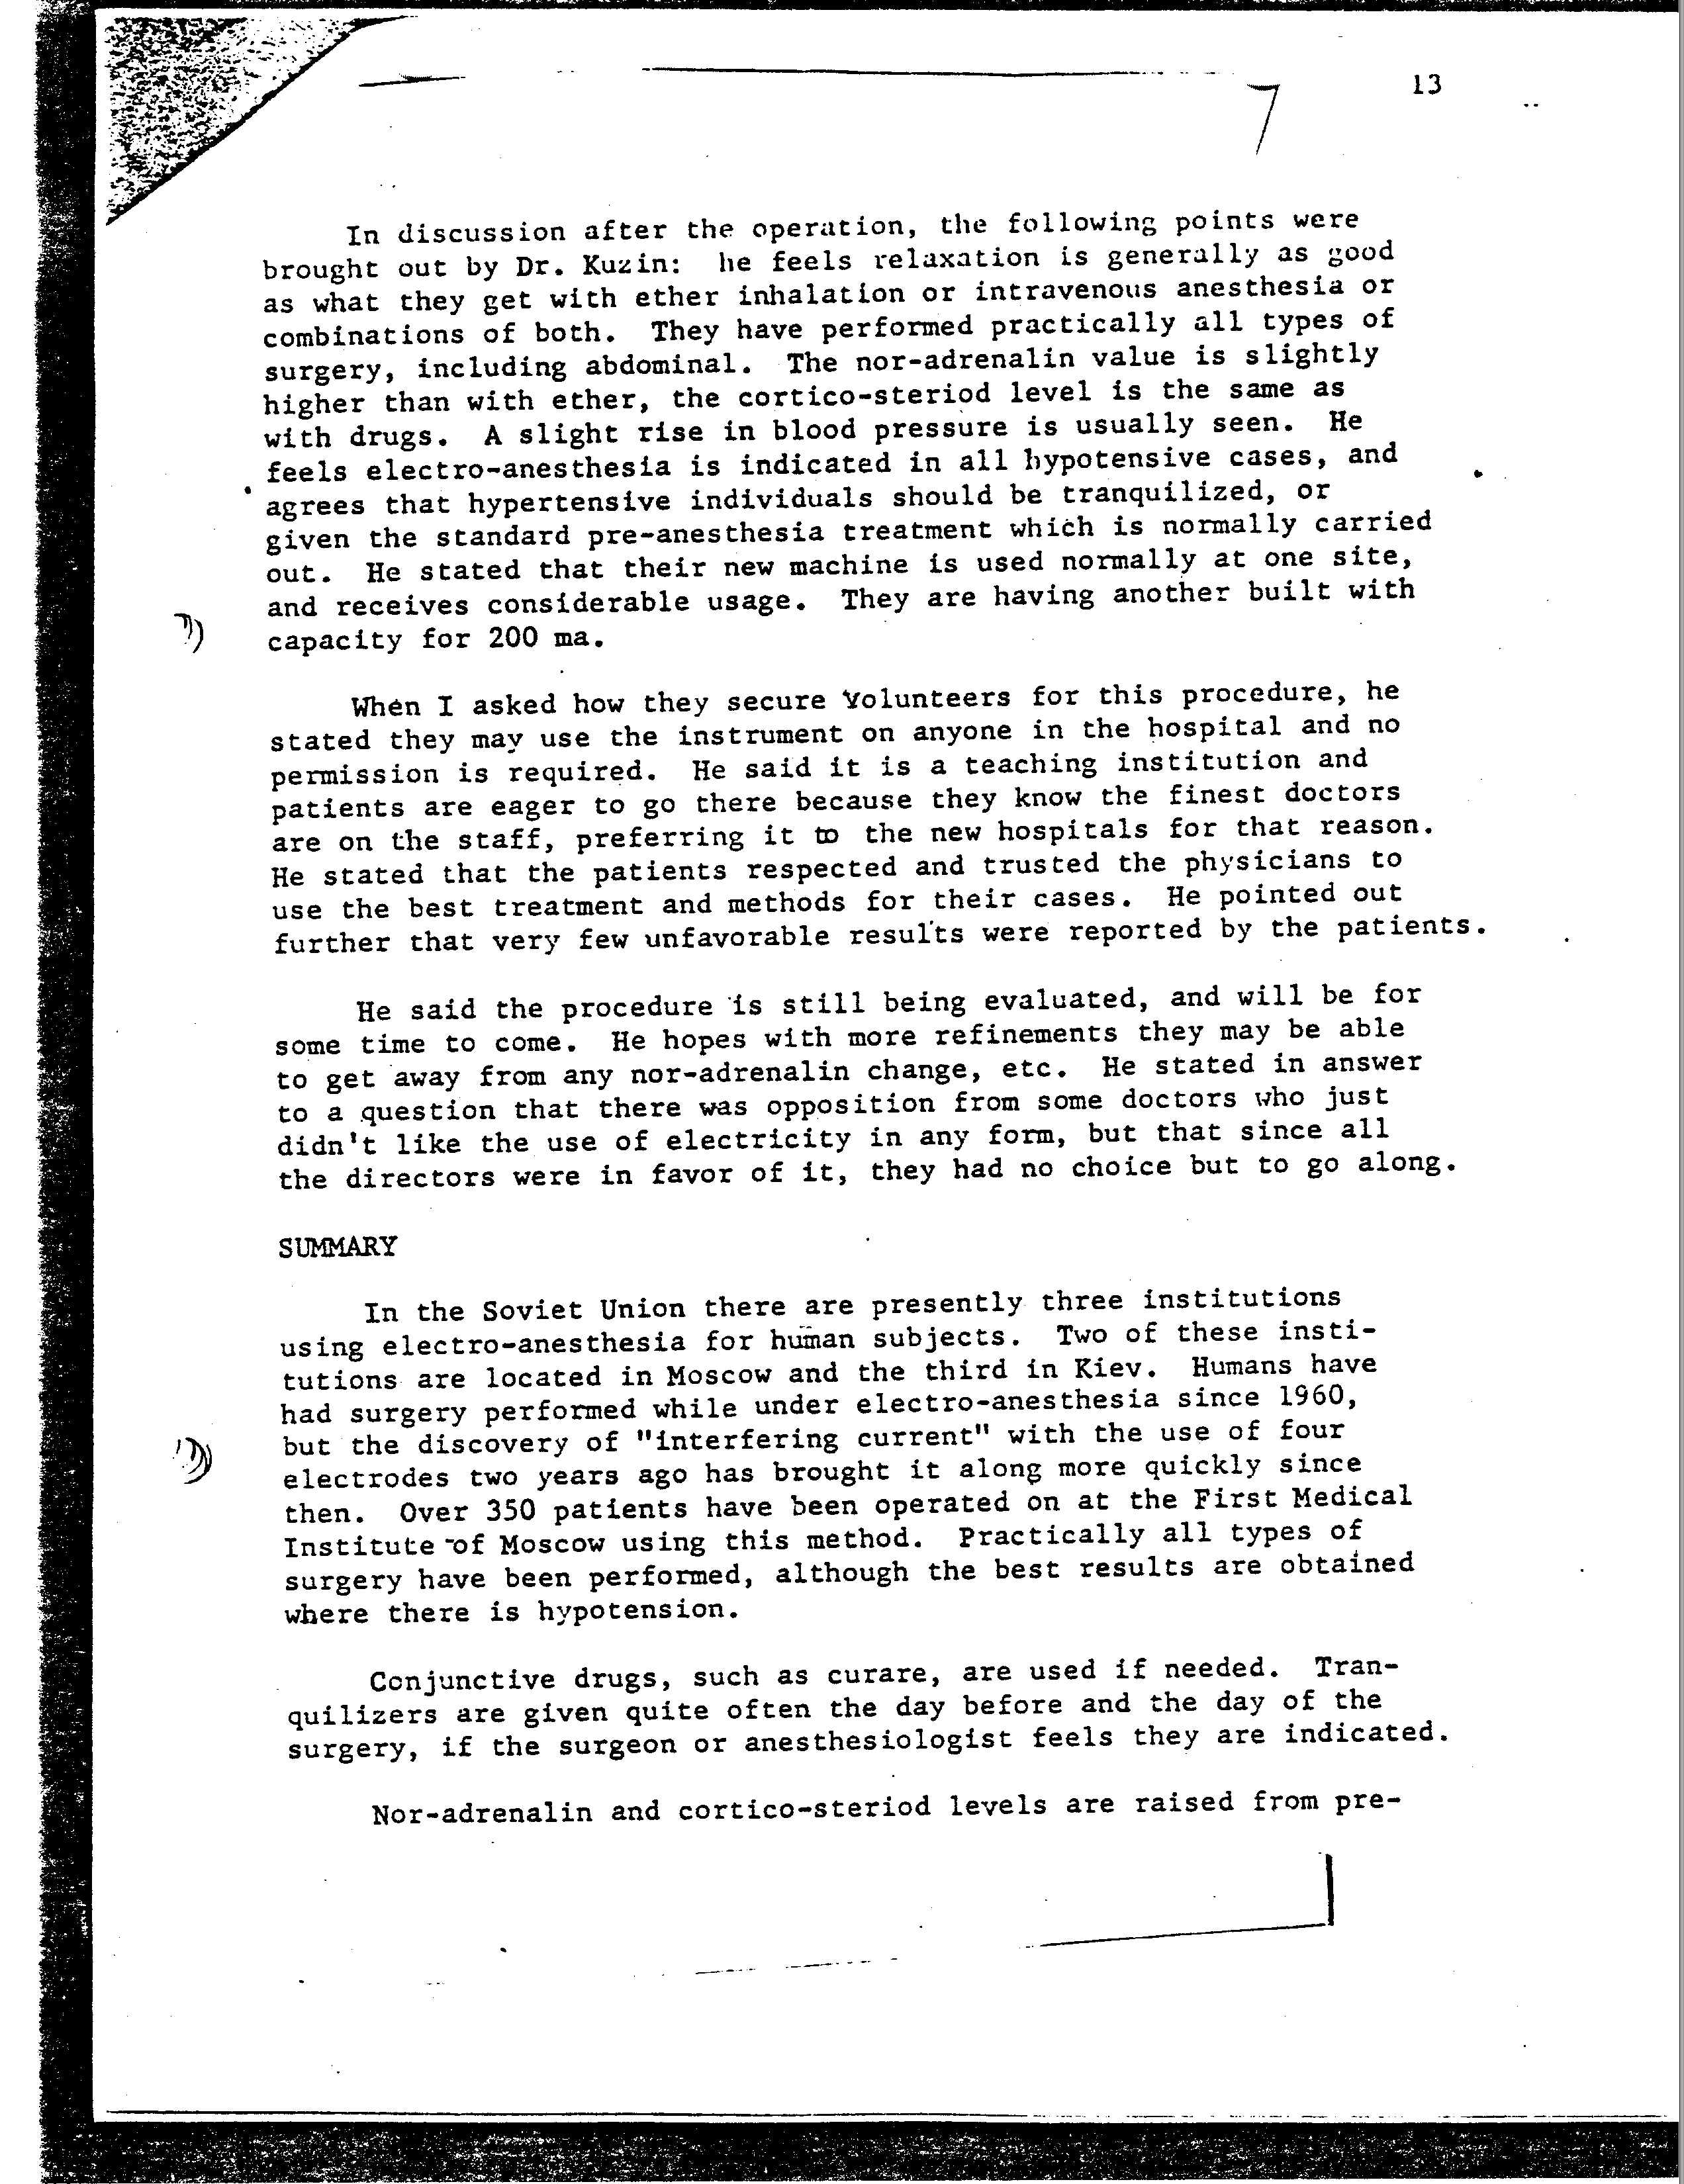 13
In discussion after the operation, the following points were
brought out by Dr. Kuzin: he feels relaxation is generally as good
as what they get with ether inhalation or intravenous anesthesia or
combinations of both. They have performed practically all types of
surgery, including abdominal. The nor-adrenalin value is slightly
higher than with ether, the cortico-steriod level is the same as
with drugs. A slight rise in blood pressure is usually seen. He
feels electro-anesthesia is indicated in all hypotensive cases, and
agrees that hypertensive individuals should be tranquilized, or
given the standard pre-anesthesia treatment which is normally carried
out. He stated that their new machine is used normally at one site,
and receives considerable usage. They are having another built with
capacity for 200 ma.
When I asked how they secure Volunteers for this procedure, he
stated they may use the instrument on anyone in the hospital and no
permission is required. He said it is a teaching institution and
patients are eager to go there because they know the finest doctors
are on the staff, preferring it to the new hospitals for that reason.
He stated that the patients respected and trusted the physicians to
use the best treatment and methods for their cases. He pointed out
further that very few unfavorable results were reported by the patients.
He said the procedure is still being evaluated, and will be for
some time to come. He hopes with more refinements they may be able
to get away from any nor-adrenalin change, etc. He stated in answer
to a question that there was opposition from some doctors who just
didn't like the use of electricity in any form, but that since all
the directors were in favor of it, they had no choice but to go along.
SUMMARY
In the Soviet Union there are presently three institutions
using electro-anesthesia for human subjects. Two of these insti-
tutions are located in Moscow and the third in Kiev. Humans have
had surgery performed while under electro-anesthesia since 1960,
but the discovery of "interfering current" with the use of four
electrodes two years ago has brought it along more quickly since
then. Over 350 patients have been operated on at the First Medical
Institute of Moscow using this method. Practically all types of
surgery have been performed, although the best results are obtained
where there is hypotension.
Conjunctive drugs, such as curare, are used if needed. Tran-
quilizers are given quite often the day before and the day of the
surgery, if the surgeon or anesthesiologist feels they are indicated.
Nor-adrenalin and cortico-steriod levels are raised from pre-